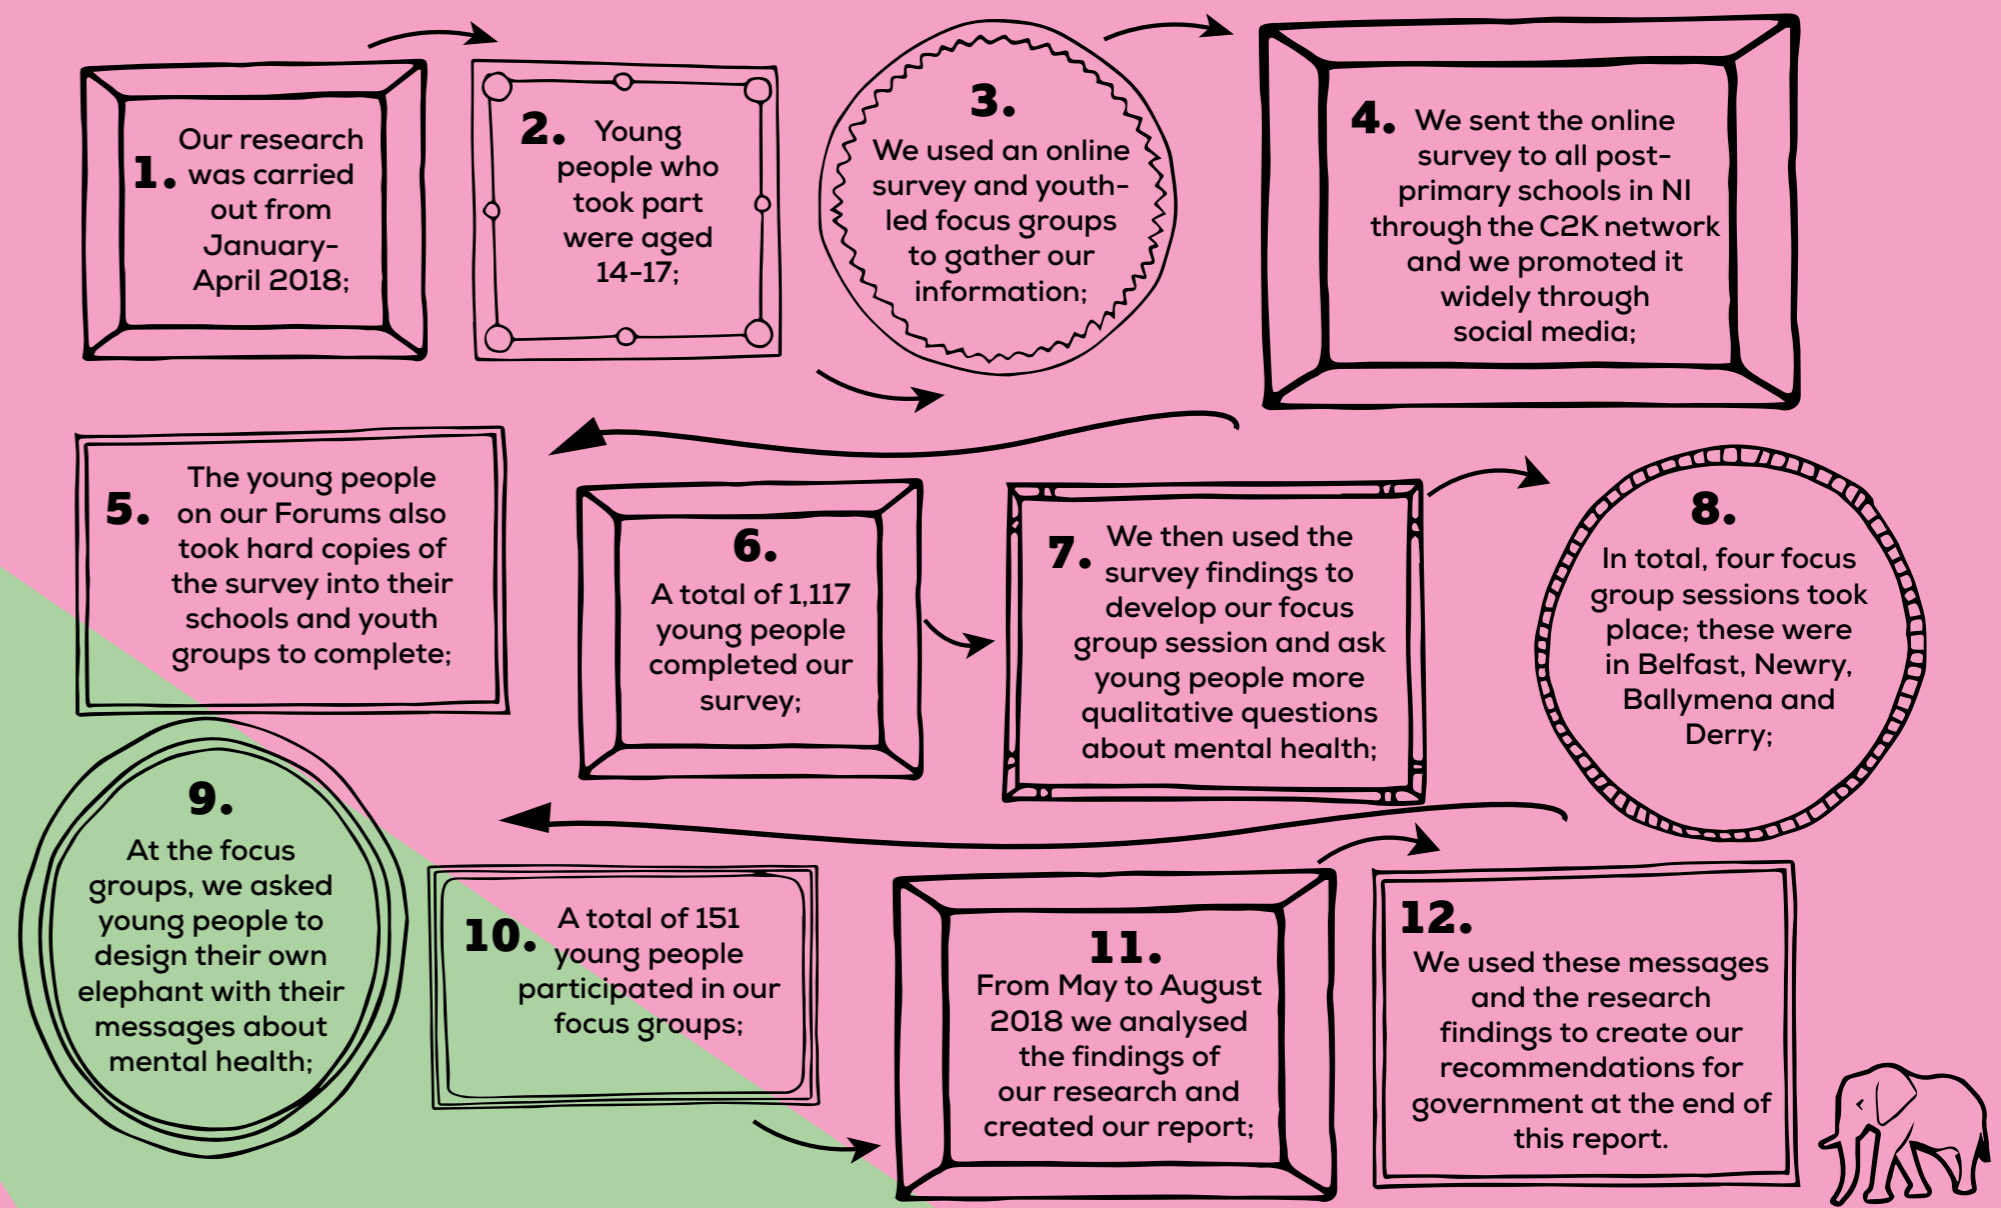 1. Our research
was carried
out from
January-
April 2018;
2. Young
people who
took part
were aged
14-17;
3.
We used an online
survey and youth-
led focus groups
to gather our
information;
4. We sent the online
survey to all post-
primary schools in NI
through the C2K network
and we promoted it
widely through
social media;
5. The young people
on our Forums also
took hard copies of
the survey into their
schools and youth
groups to complete;
6.
A total of 1,117
young people
completed our
survey;
7. We then used the
survey findings to
develop our focus
group session and ask
young people more
qualitative questions
about mental health;
8.
In total, four focus
group sessions took
place; these were
in Belfast, Newry,
Ballymena and
Derry;
9.
At the focus
groups, we asked
young people to
design their own
elephant with their
messages about
mental health;
10. A total of 151
young people
participated in our
focus groups;
11.
From May to August
2018 we analysed
the findings of
our research and
created our report;
12.
We used these messages
and the research
findings to create our
recommendations for
government at the end of
this report.